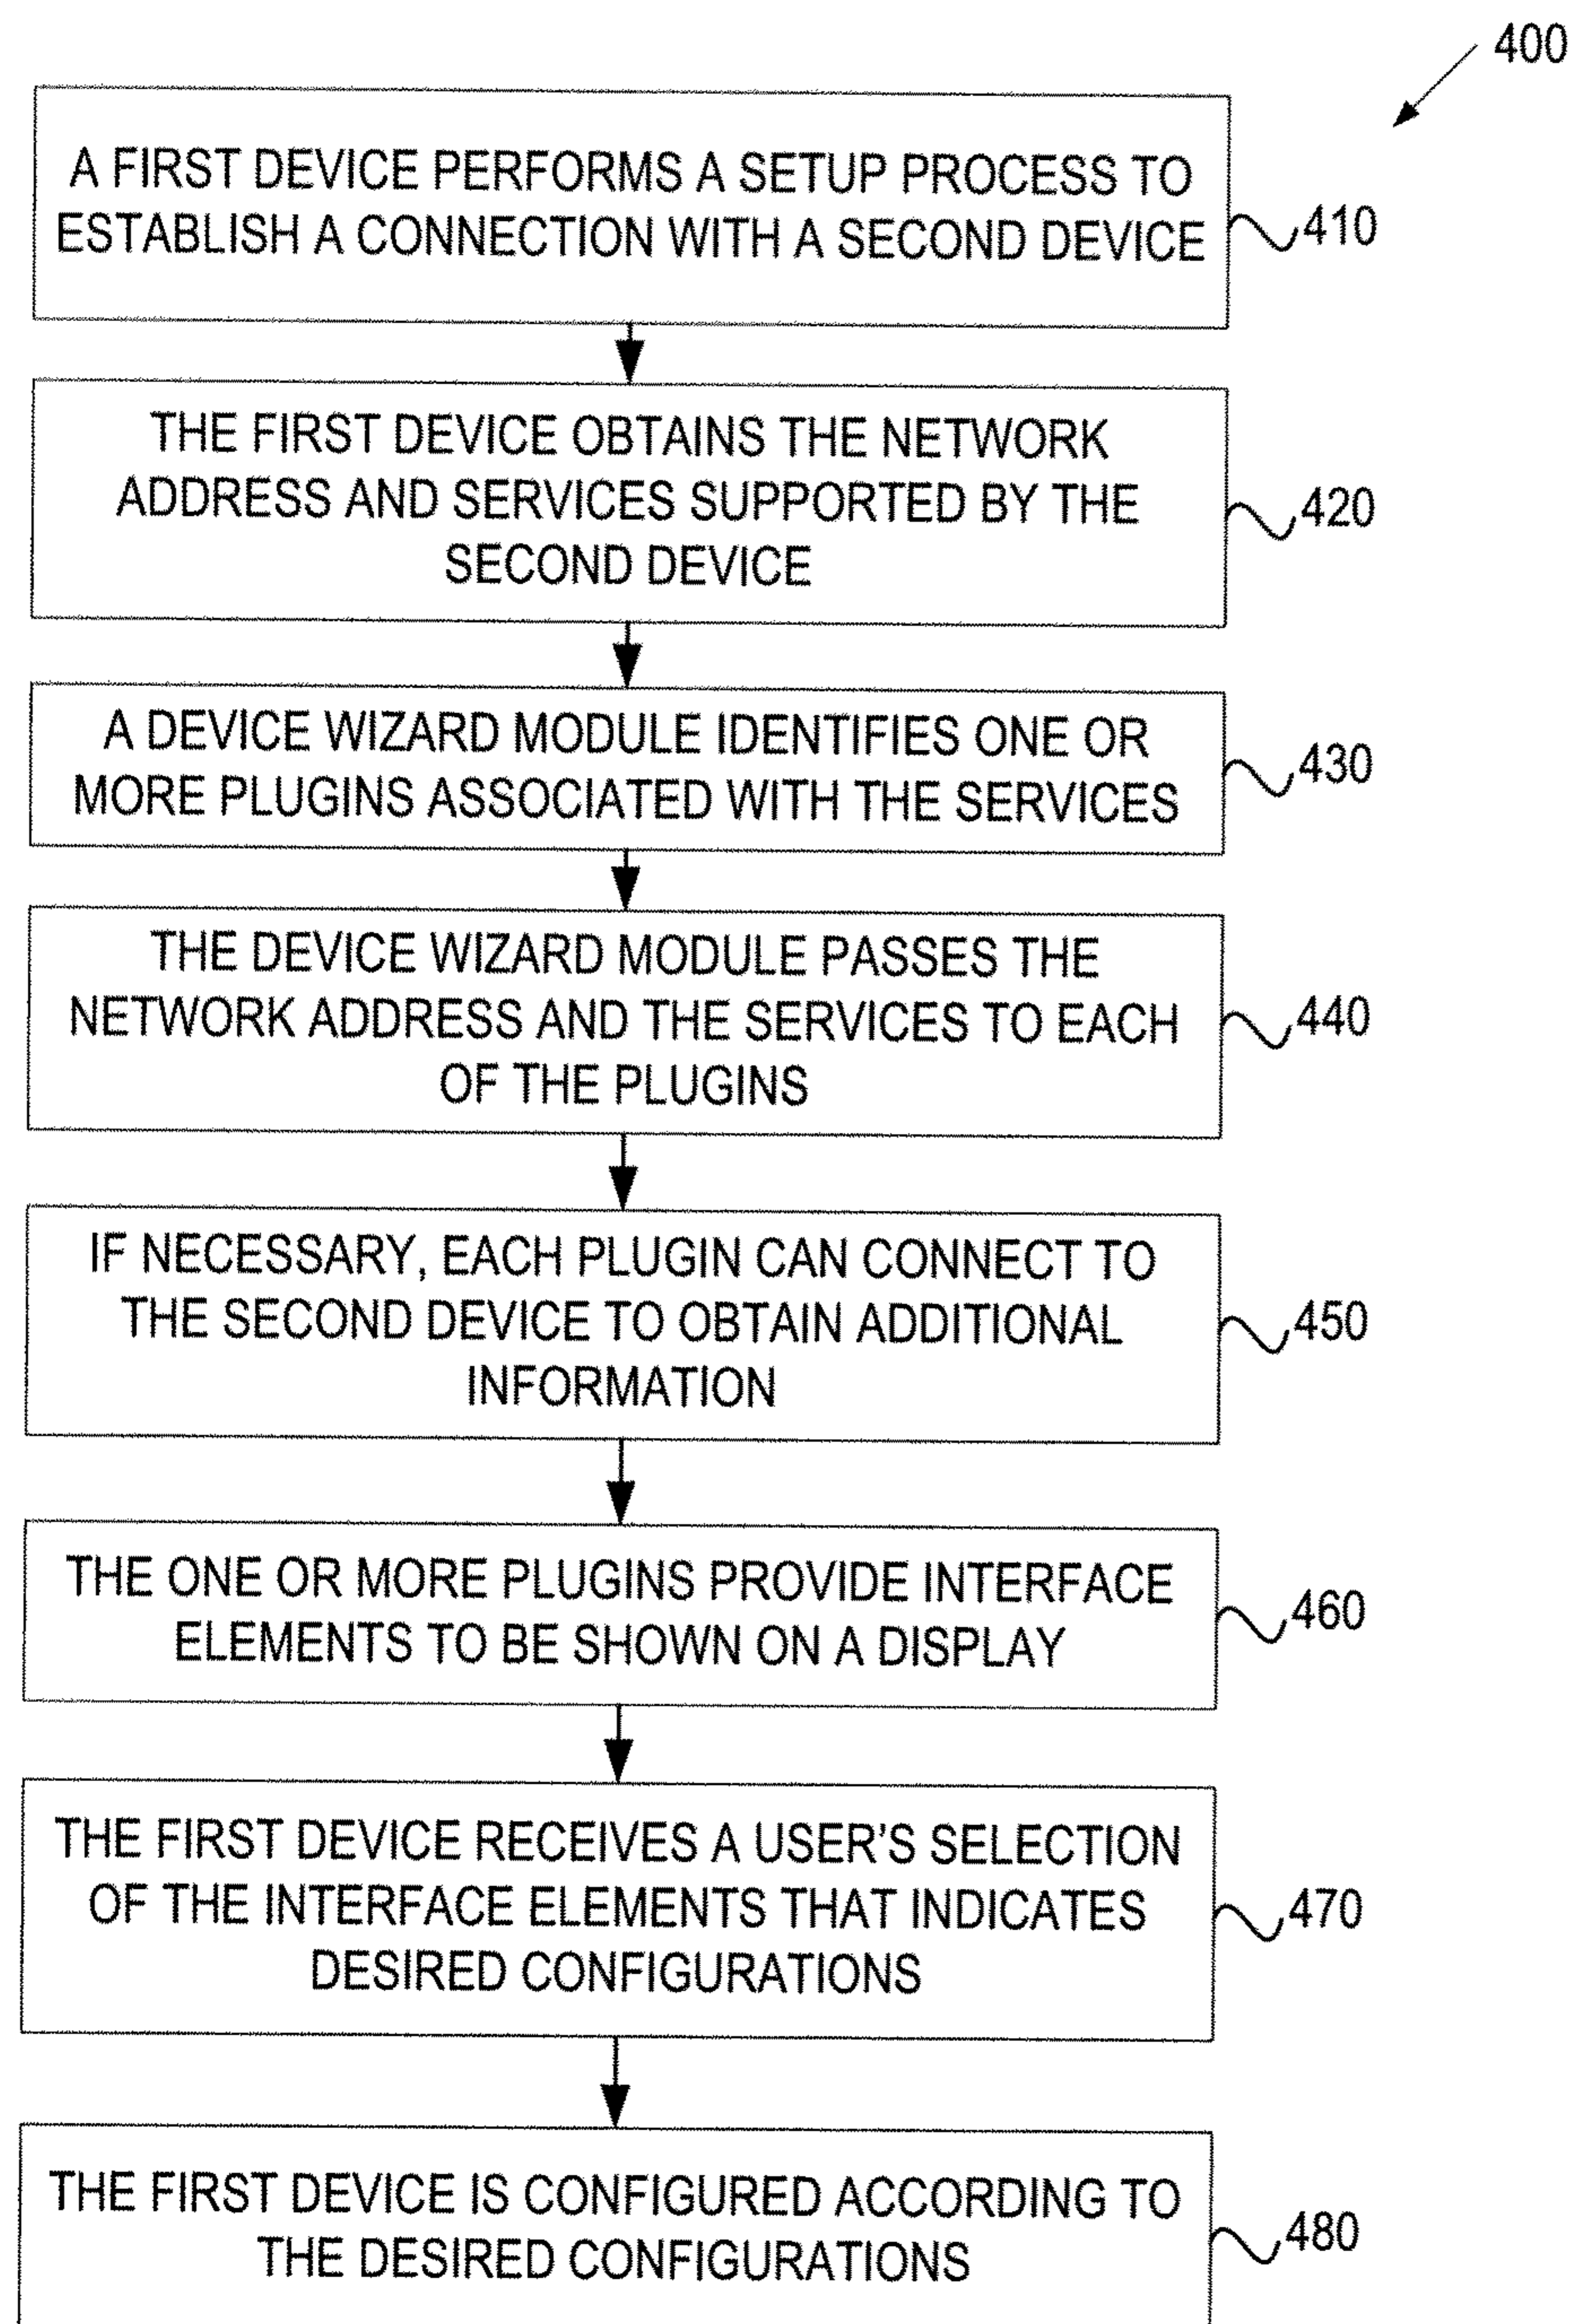 400
A FIRST DEVICE PERFORMS A SETUP PROCESS TO
ESTABLISH A CONNECTION WITH A SECOND DEVICE
410
THE FIRST DEVICE OBTAINS THE NETWORK
ADDRESS AND SERVICES SUPPORTED BY THE
SECOND DEVICE
420
A DEVICE WIZARD MODULE IDENTIFIES ONE OR
MORE PLUGINS ASSOCIATED WITH THE SERVICES
430
THE DEVICE WIZARD MODULE PASSES THE
NETWORK ADDRESS AND THE SERVICES TO EACH
OF THE PLUGINS
440
IF NECESSARY, EACH PLUGIN CAN CONNECT TO
THE SECOND DEVICE TO OBTAIN ADDITIONAL
INFORMATION
450
THE ONE OR MORE PLUGINS PROVIDE INTERFACE
ELEMENTS TO BE SHOWN ON A DISPLAY
460
THE FIRST DEVICE RECEIVES A USER'S SELECTION
OF THE INTERFACE ELEMENTS THAT INDICATES
DESIRED CONFIGURATIONS
470
THE FIRST DEVICE IS CONFIGURED ACCORDING TO
THE DESIRED CONFIGURATIONS
480